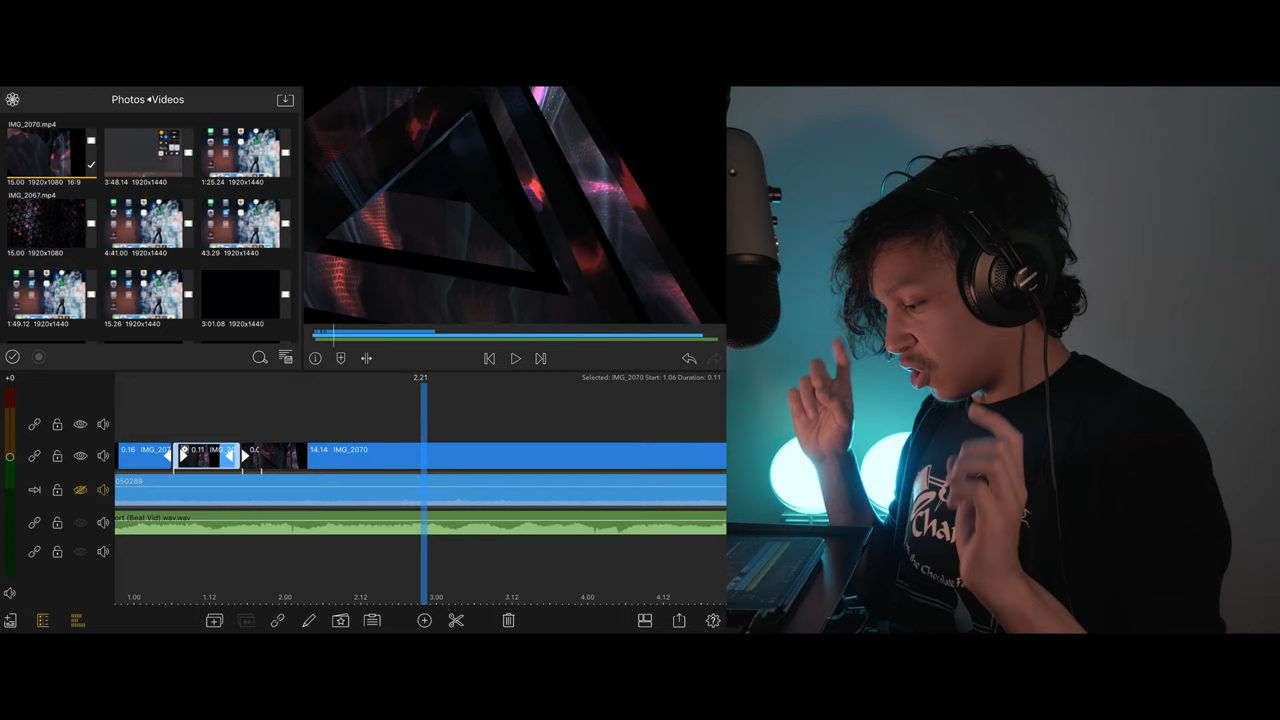 Photos◂Videos
IMG_2070.mp4
15.00 1920x1080 16:9
3:48.14 1920x1440
1:25.24 1920x1440
IMG_2067.mp4
15.00 1920x1080
4:41.00 1920x1440
43.29 1920x1440
1:49.12 1920x1440
15.26 1920x1440
3:01.08 1920x1440
+0
2.21
Selected: IMG_2070 Start: 1.06 Duration: 0.11
0.16 IMG_207
0.11 IMG_2
0.0
14.14 IMG_2070
050289
ort (Beat Vid).wav.wav
1.00 1.12 2.00 2.12 3.00 3.12 4.00 4.12